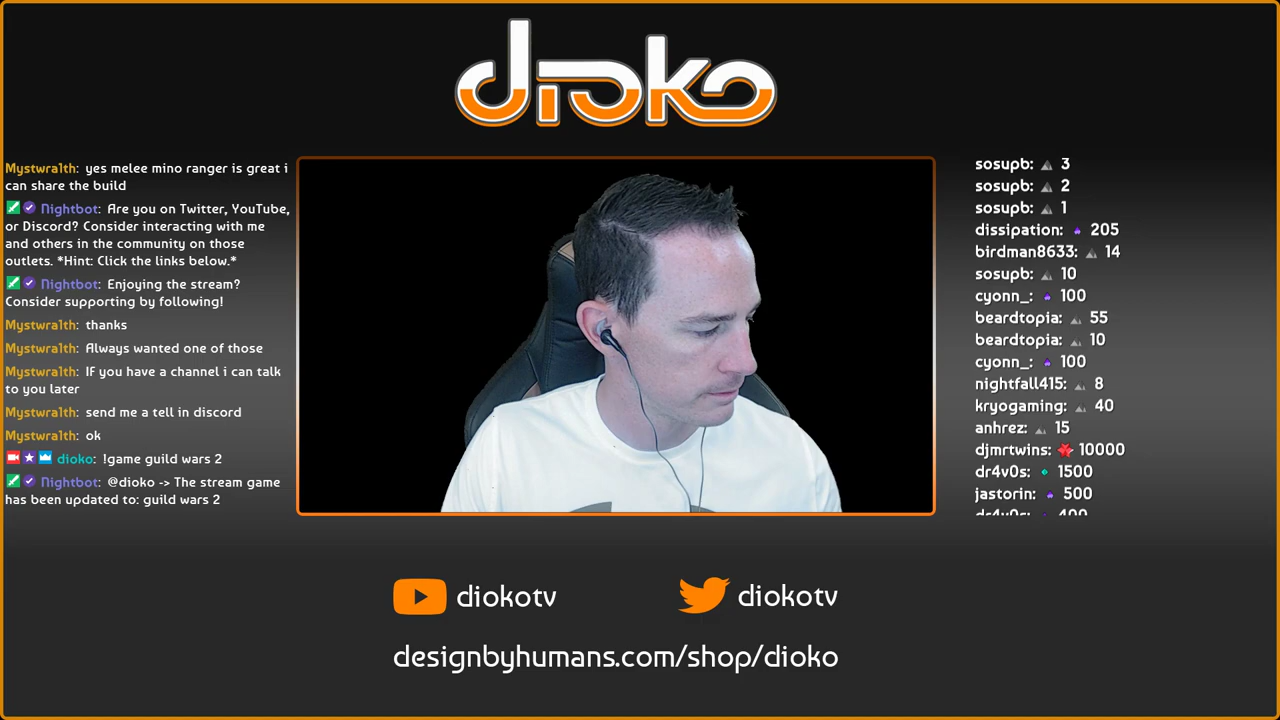 dioko
Mystwra1th: yes melee mino ranger is great i
can share the build
Nightbot: Are you on Twitter, YouTube,
or Discord? Consider interacting with me
and others in the community on those
outlets. *Hint: Click the links below.*
Nightbot: Enjoying the stream?
Consider supporting by following!
Mystwra1th: thanks
Mystwra1th: Always wanted one of those
Mystwra1th: IF you have a channel i can talk
to you later
Mystwra1th: send me a tell in discord
Mystwra1th: ok
dioko: !game guild wars 2
Nightbot: @dioko -> The stream game
has been updated to: guild wars 2
sosupb: 3
sosupb: 2
sosupb: 1
dissipation: 205
birdman8633: 14
sosupb: 10
cyonn_: 100
beardtopia: 55
beardtopia: 10
cyonn_: 100
nightfall415: 8
kryogaming: 40
anhrez: 15
djmrtwins: 10000
dr4v0s: 1500
jastorin: 500
dr4v0s: 400
diokotv
diokotv
designbyhumans.com/shop/dioko